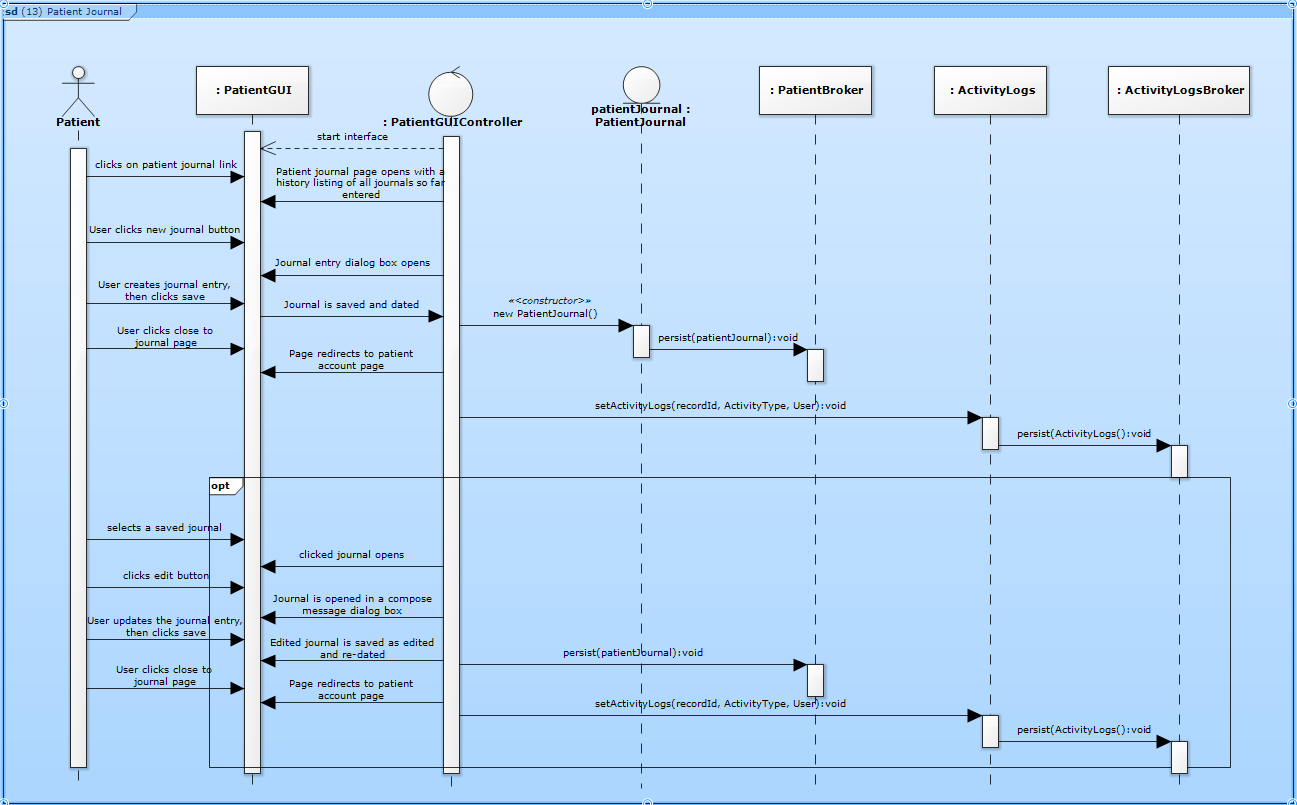 sd (13) Patient Journal
: PatientGUI
: PatientBroker
: ActivityLogs
: ActivityLogsBroker
Patient
: PatientGUIController
patientJournal :
PatientJournal
start interface
clicks on patient journal link
Patient journal page opens with a
history listing of all journals so far
entered
User clicks new journal button
Journal entry dialog box opens
User creates journal entry,
then clicks save
Journal is saved and dated
«<constructor>»
new PatientJournal()
User clicks close to
journal page
persist(patientJournal):void
Page redirects to patient
account page
setActivityLogs(recordId, ActivityType, User):void
persist(ActivityLogs():void
opt
selects a saved journal
clicked journal opens
clicks edit button
Journal is opened in a compose
message dialog box
User updates the journal entry,
then clicks save
Edited journal is saved as edited
and re-dated
persist(patientJournal):void
User clicks close to
journal page
Page redirects to patient
account page
setActivityLogs(recordId, ActivityType, User):void
persist(ActivityLogs():void